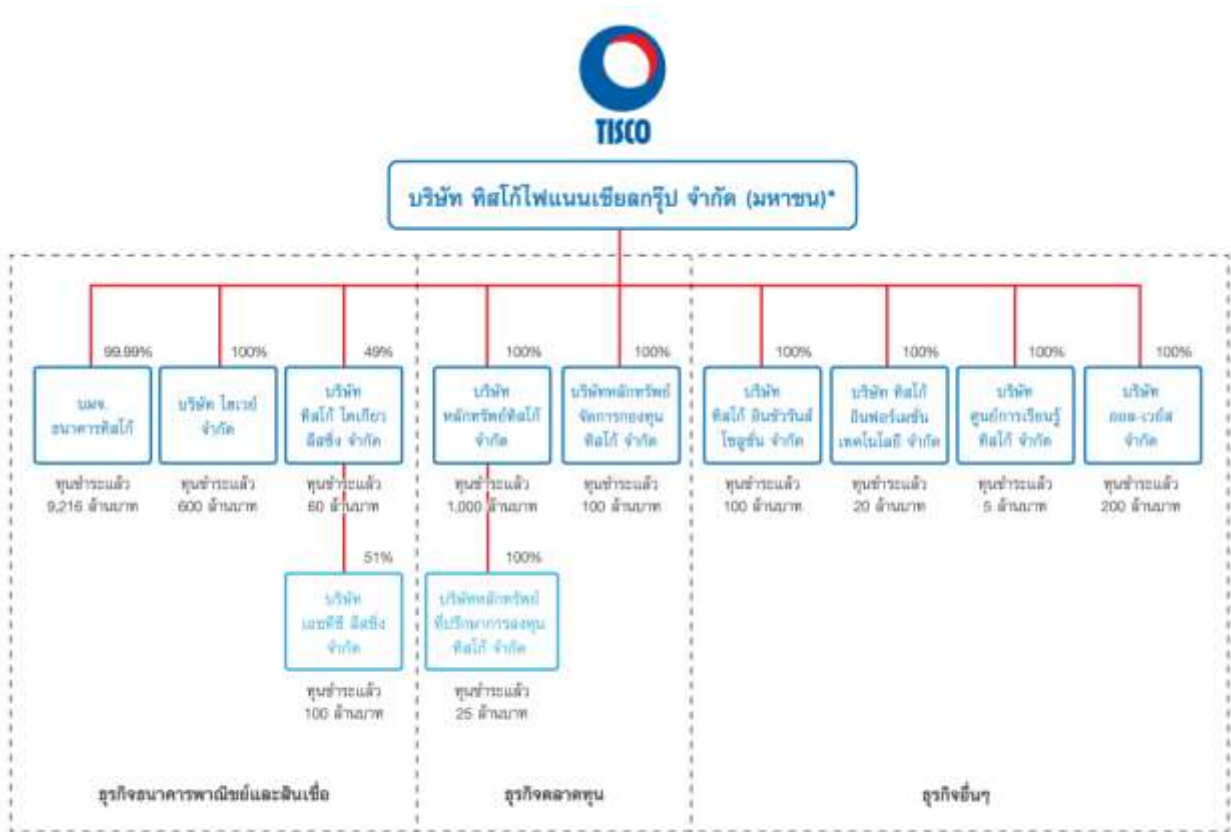 TISCO
บริษัท ทิสโก้ไฟแนนเชียลกรุ๊ป จำกัด (มหาชน)*
99.99%
บมจ.
ธนาคารทิสโก้
ทุนชำระแล้ว
9,216 ล้านบาท
100%
บริษัท ไฮเวย์
จำกัด
ทุนชำระแล้ว
600 ล้านบาท
49%
บริษัท
ทิสโก้ โตเกียว
ลีสซิ่ง จำกัด
ทุนชำระแล้ว
60 ล้านบาท
51%
บริษัท
เอชทีซี ลีสซิ่ง
จำกัด
ทุนชำระแล้ว
100 ล้านบาท
ธุรกิจธนาคารพาณิชย์และสินเชื่อ
100%
บริษัท
หลักทรัพย์ทิสโก้
จำกัด
ทุนชำระแล้ว
1,000 ล้านบาท
100%
บริษัทหลักทรัพย์
จัดการกองทุน
ทิสโก้ จำกัด
ทุนชำระแล้ว
100 ล้านบาท
100%
บริษัทหลักทรัพย์
ที่ปรึกษาการลงทุน
ทิสโก้ จำกัด
ทุนชำระแล้ว
25 ล้านบาท
ธุรกิจตลาดทุน
100%
บริษัท
ทิสโก้ อินชัวรันส์
โซลูชั่น จำกัด
ทุนชำระแล้ว
100 ล้านบาท
100%
บริษัท ทิสโก้
อินฟอร์เมชั่น
เทคโนโลยี จำกัด
ทุนชำระแล้ว
20 ล้านบาท
100%
บริษัท
ศูนย์การเรียนรู้
ทิสโก้ จำกัด
ทุนชำระแล้ว
5 ล้านบาท
100%
บริษัท
ออล-เวย์ส
จำกัด
ทุนชำระแล้ว
200 ล้านบาท
ธุรกิจอื่นๆ